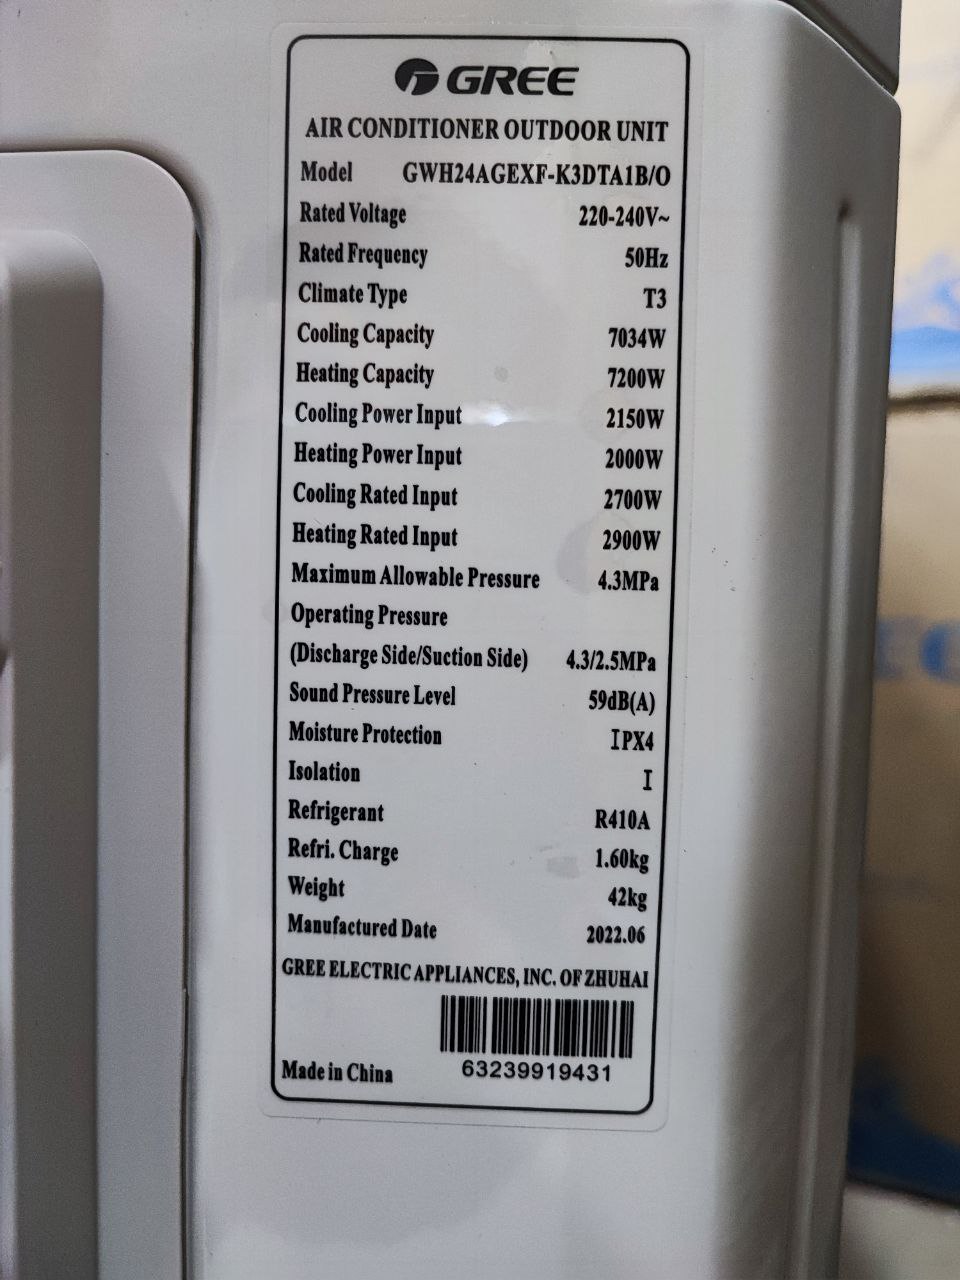 GREE
AIR CONDITIONER OUTDOOR UNIT
Model GWH24AGEXF-K3DTA1B/O
Rated Voltage 220-240V~
Rated Frequency 50Hz
Climate Type T3
Cooling Capacity 7034W
Heating Capacity 7200W
Cooling Power Input 2150W
Heating Power Input 2000W
Cooling Rated Input 2700W
Heating Rated Input 2900W
Maximum Allowable Pressure 4.3MPa
Operating Pressure
(Discharge Side/Suction Side) 4.3/2.5MPa
Sound Pressure Level 59dB(A)
Moisture Protection IPX4
Isolation I
Refrigerant R410A
Refri. Charge 1.60kg
Weight 42kg
Manufactured Date 2022.06
GREE ELECTRIC APPLIANCES, INC. OF ZHUHAI
Made in China 63239919431